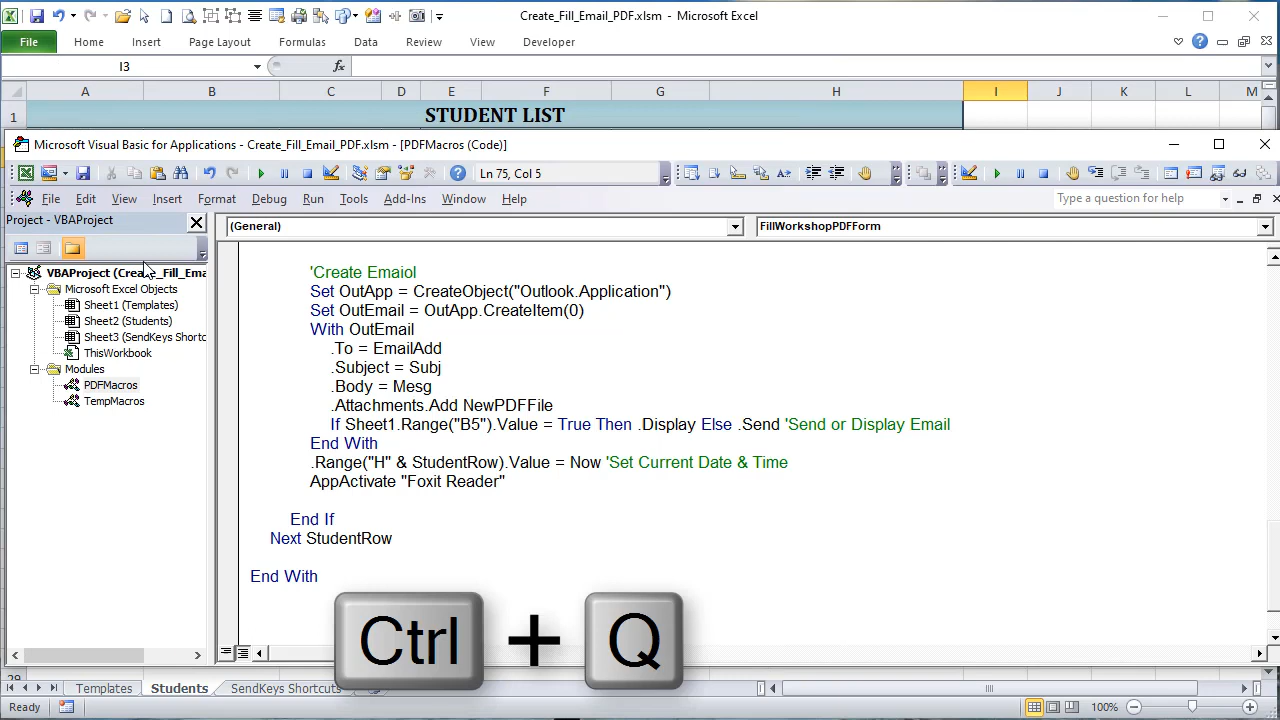 Create_Fill_Email_PDF.xlsm - Microsoft Excel
File Home Insert Page Layout Formulas Data Review View Developer
I3 fx
A B C D E F G H I J K L M
1 STUDENT LIST
Microsoft Visual Basic for Applications - Create_Fill_Email_PDF.xlsm - [PDFMacros (Code)]
Ln 75, Col 5
File Edit View Insert Format Debug Run Tools Add-Ins Window Help Type a question for help
Project - VBAProject
(General) FillWorkshopPDFForm
VBAProject (Create_Fill_Ema
Microsoft Excel Objects
Sheet1 (Templates)
Sheet2 (Students)
Sheet3 (SendKeys Shortc
ThisWorkbook
Modules
PDFMacros
TempMacros
'Create Emaiol
Set OutApp = CreateObject("Outlook.Application")
Set OutEmail = OutApp.CreateItem(0)
With OutEmail
.To = EmailAdd
.Subject = Subj
.Body = Mesg
.Attachments.Add NewPDFFile
If Sheet1.Range("B5").Value = True Then .Display Else .Send 'Send or Display Email
End With
.Range("H" & StudentRow).Value = Now 'Set Current Date & Time
AppActivate "Foxit Reader"
End If
Next StudentRow
End With
Ctrl + Q
Templates Students SendKeys Shortcuts
Ready 100%